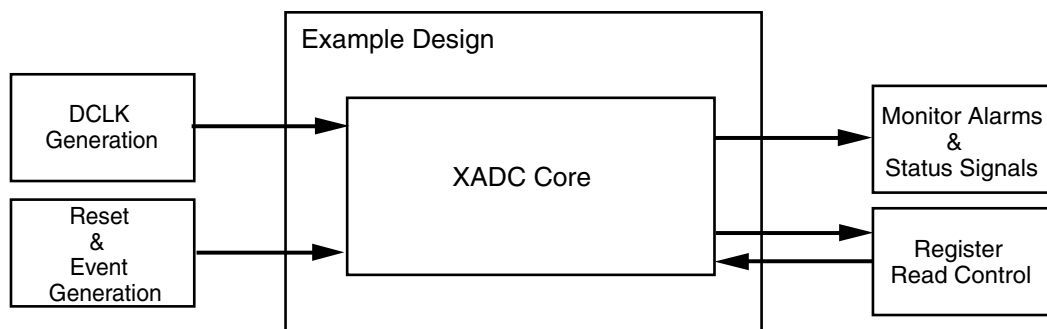 Example Design
DCLK
Generation
Reset
&
Event
Generation
XADC Core
Monitor Alarms
&
Status Signals
Register
Read Control